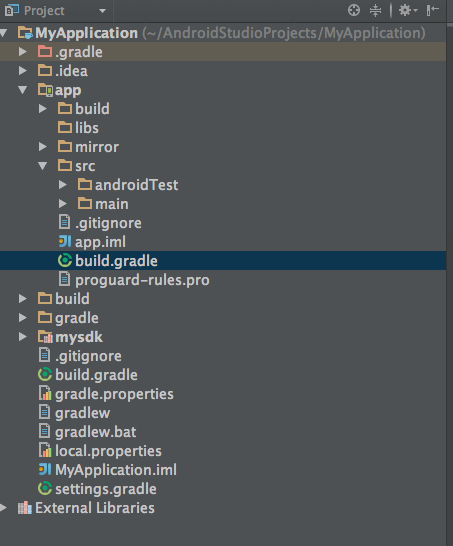 Project
MyApplication (~/AndroidStudioProjects/MyApplication)
.gradle
.idea
app
build
libs
mirror
src
androidTest
main
.gitignore
app.iml
build.gradle
proguard-rules.pro
build
gradle
mysdk
.gitignore
build.gradle
gradle.properties
gradlew
gradlew.bat
local.properties
MyApplication.iml
settings.gradle
External Libraries